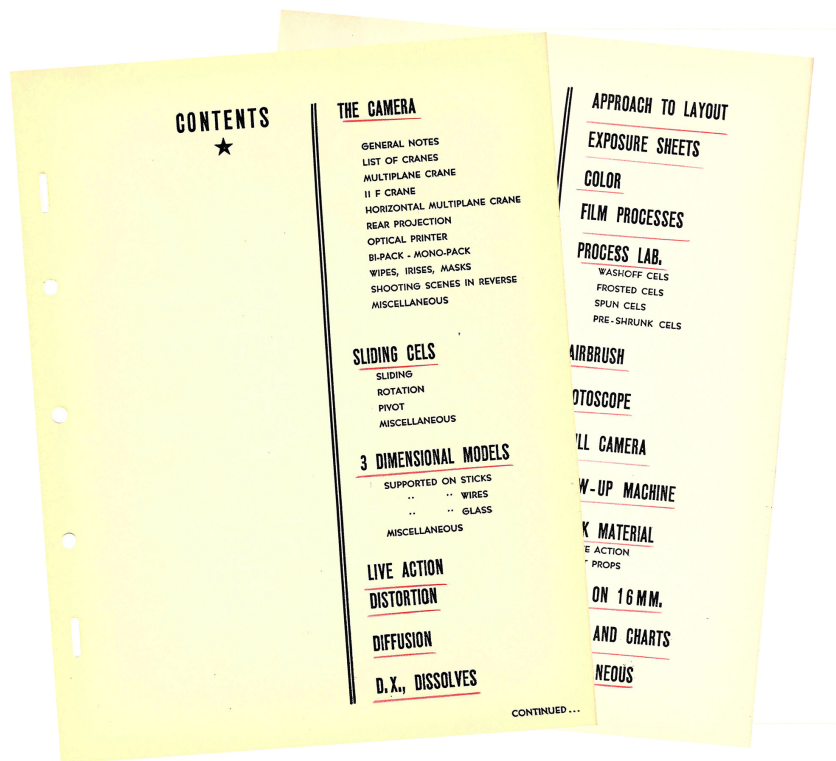 CONTENTS
THE CAMERA
GENERAL NOTES
LIST OF CRANES
MULTIPLANE CRANE
II F CRANE
HORIZONTAL MULTIPLANE CRANE
REAR PROJECTION
OPTICAL PRINTER
BI-PACK - MONO-PACK
WIPES, IRISES, MASKS
SHOOTING SCENES IN REVERSE
MISCELLANEOUS
SLIDING CELS
SLIDING
ROTATION
PIVOT
MISCELLANEOUS
3 DIMENSIONAL MODELS
SUPPORTED ON STICKS
·· ·· WIRES
·· ·· GLASS
MISCELLANEOUS
LIVE ACTION
DISTORTION
DIFFUSION
D.X., DISSOLVES
CONTINUED...
APPROACH TO LAYOUT
EXPOSURE SHEETS
COLOR
FILM PROCESSES
PROCESS LAB.
WASHOFF CELS
FROSTED CELS
SPUN CELS
PRE-SHRUNK CELS
AIRBRUSH
OTOSCOPE
ILL CAMERA
W-UP MACHINE
K MATERIAL
E ACTION
T PROPS
ON 16MM.
AND CHARTS
NEOUS